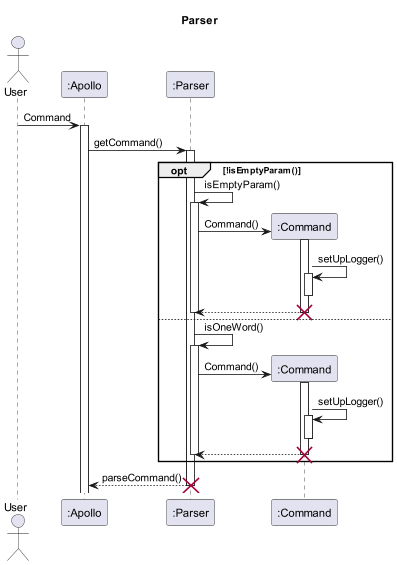 Parser
User
:Apollo
:Parser
Command
getCommand()
opt [!isEmptyParam()]
isEmptyParam()
Command()
:Command
setUpLogger()
isOneWord()
Command()
:Command
setUpLogger()
parseCommand()
User
:Apollo
:Parser
:Command